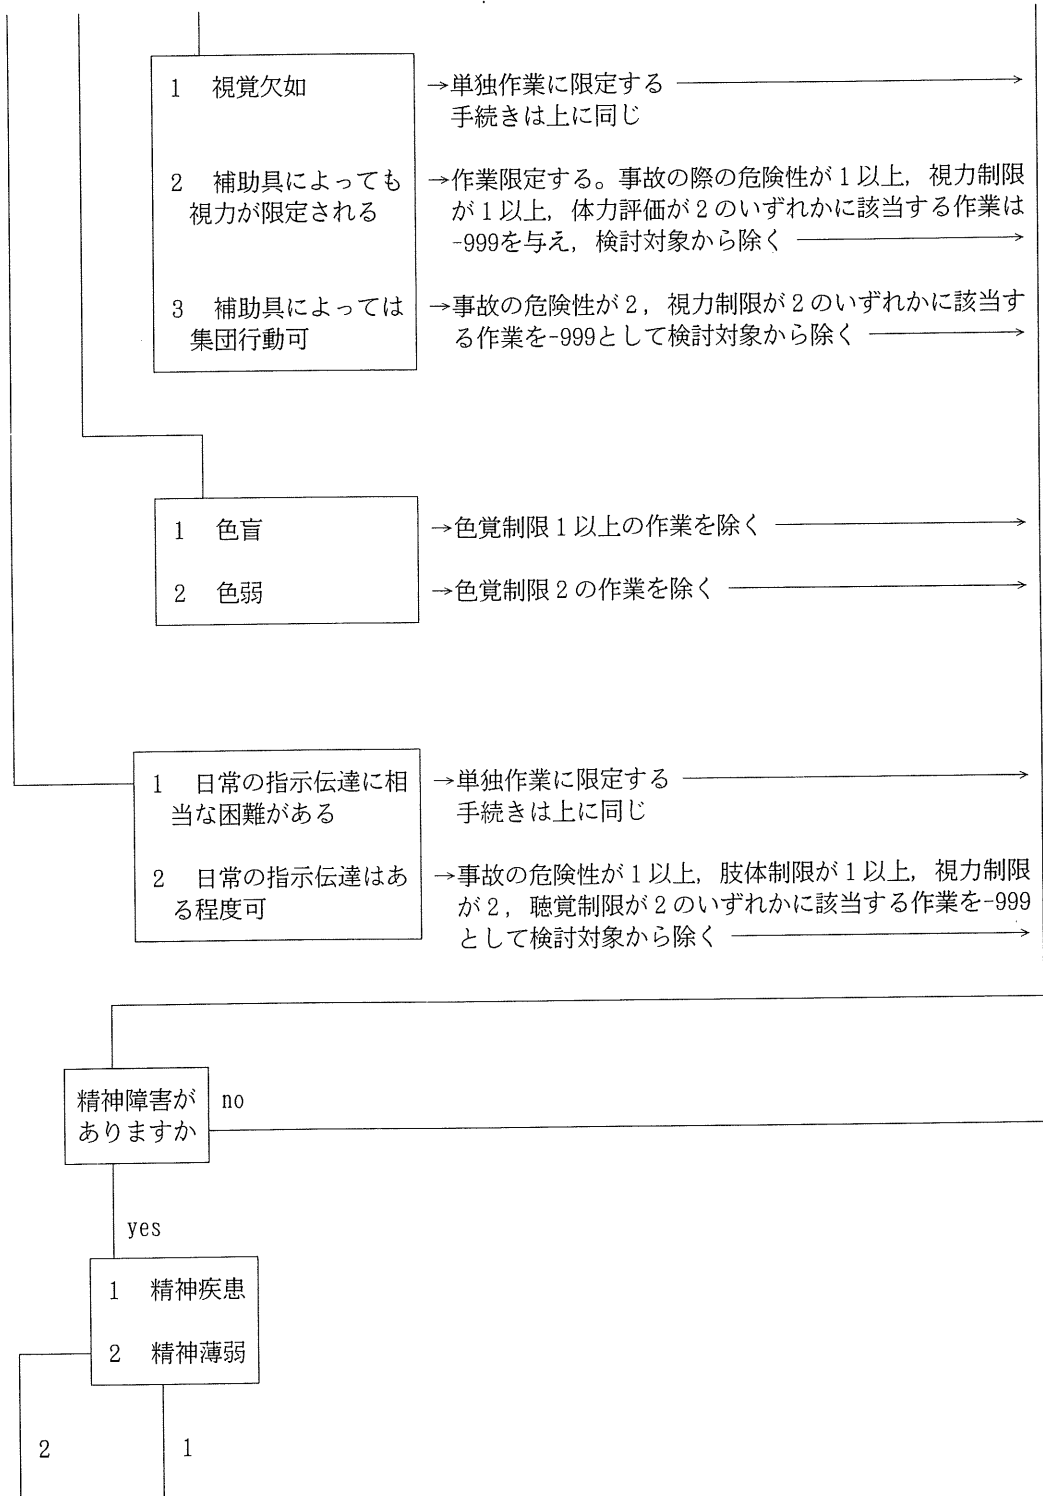 1 視覚欠如
→単独作業に限定する
手続きは上に同じ
2 補助具によっても
視力が限定される
→作業限定する。事故の際の危険性が1以上，視力制限
が1以上，体力評価が2のいずれかに該当する作業は
-999を与え，検討対象から除く
3 補助具によっては
集団行動可
→事故の危険性が2，視力制限が2のいずれかに該当す
る作業を-999として検討対象から除く
1 色盲
→色覚制限1以上の作業を除く
2 色弱
→色覚制限2の作業を除く
1 日常の指示伝達に相
当な困難がある
→単独作業に限定する
手続きは上に同じ
2 日常の指示伝達はあ
る程度可
→事故の危険性が1以上，肢体制限が1以上，視力制限
が2，聴覚制限が2のいずれかに該当する作業を-999
として検討対象から除く
精神障害が
ありますか
no
yes
1 精神疾患
2 精神薄弱
2
1